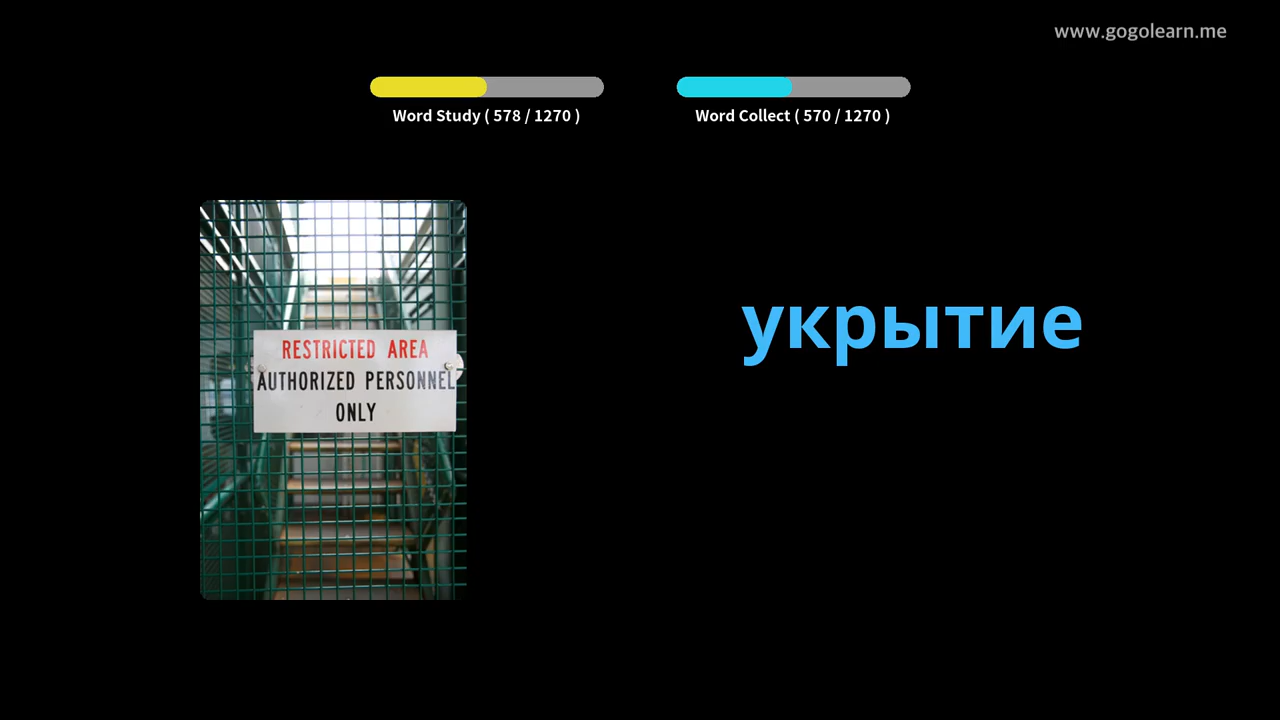 www.gogolearn.me
Word Study ( 578 / 1270 )
Word Collect ( 570 / 1270 )
RESTRICTED AREA
AUTHORIZED PERSONNEL
ONLY
укрытие